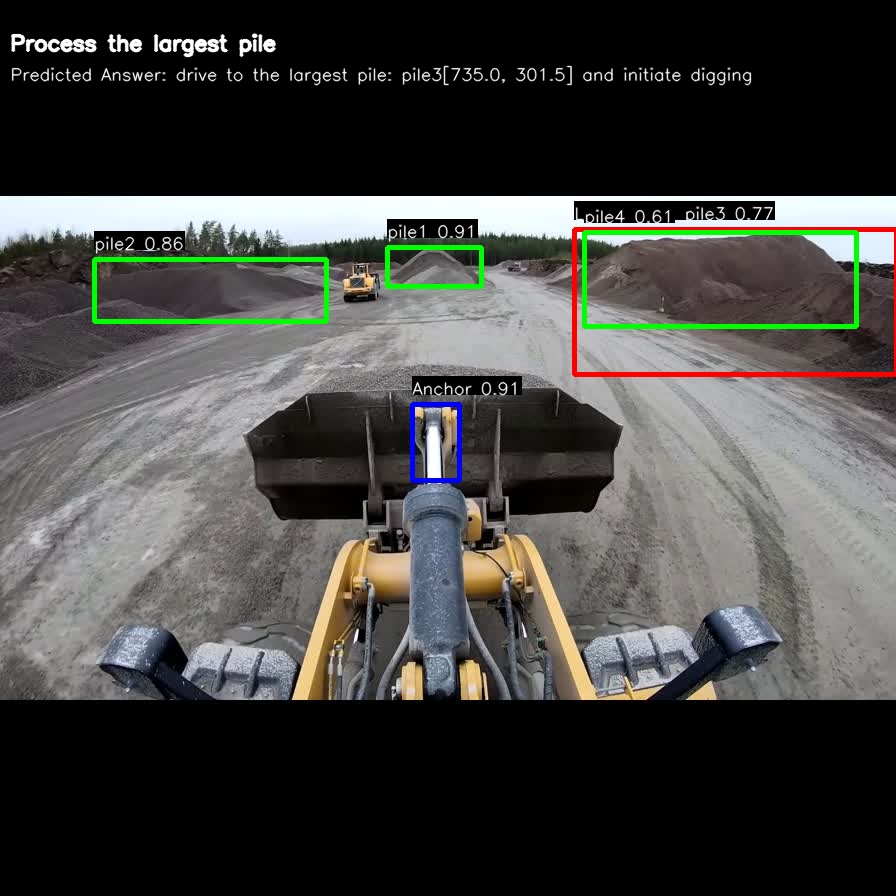 Process the largest pile
Predicted Answer: drive to the largest pile: pile3[735.0, 301.5] and initiate digging
pile4 0.61 pile3 0.77
pile1 0.91
pile2 0.86
Anchor 0.91